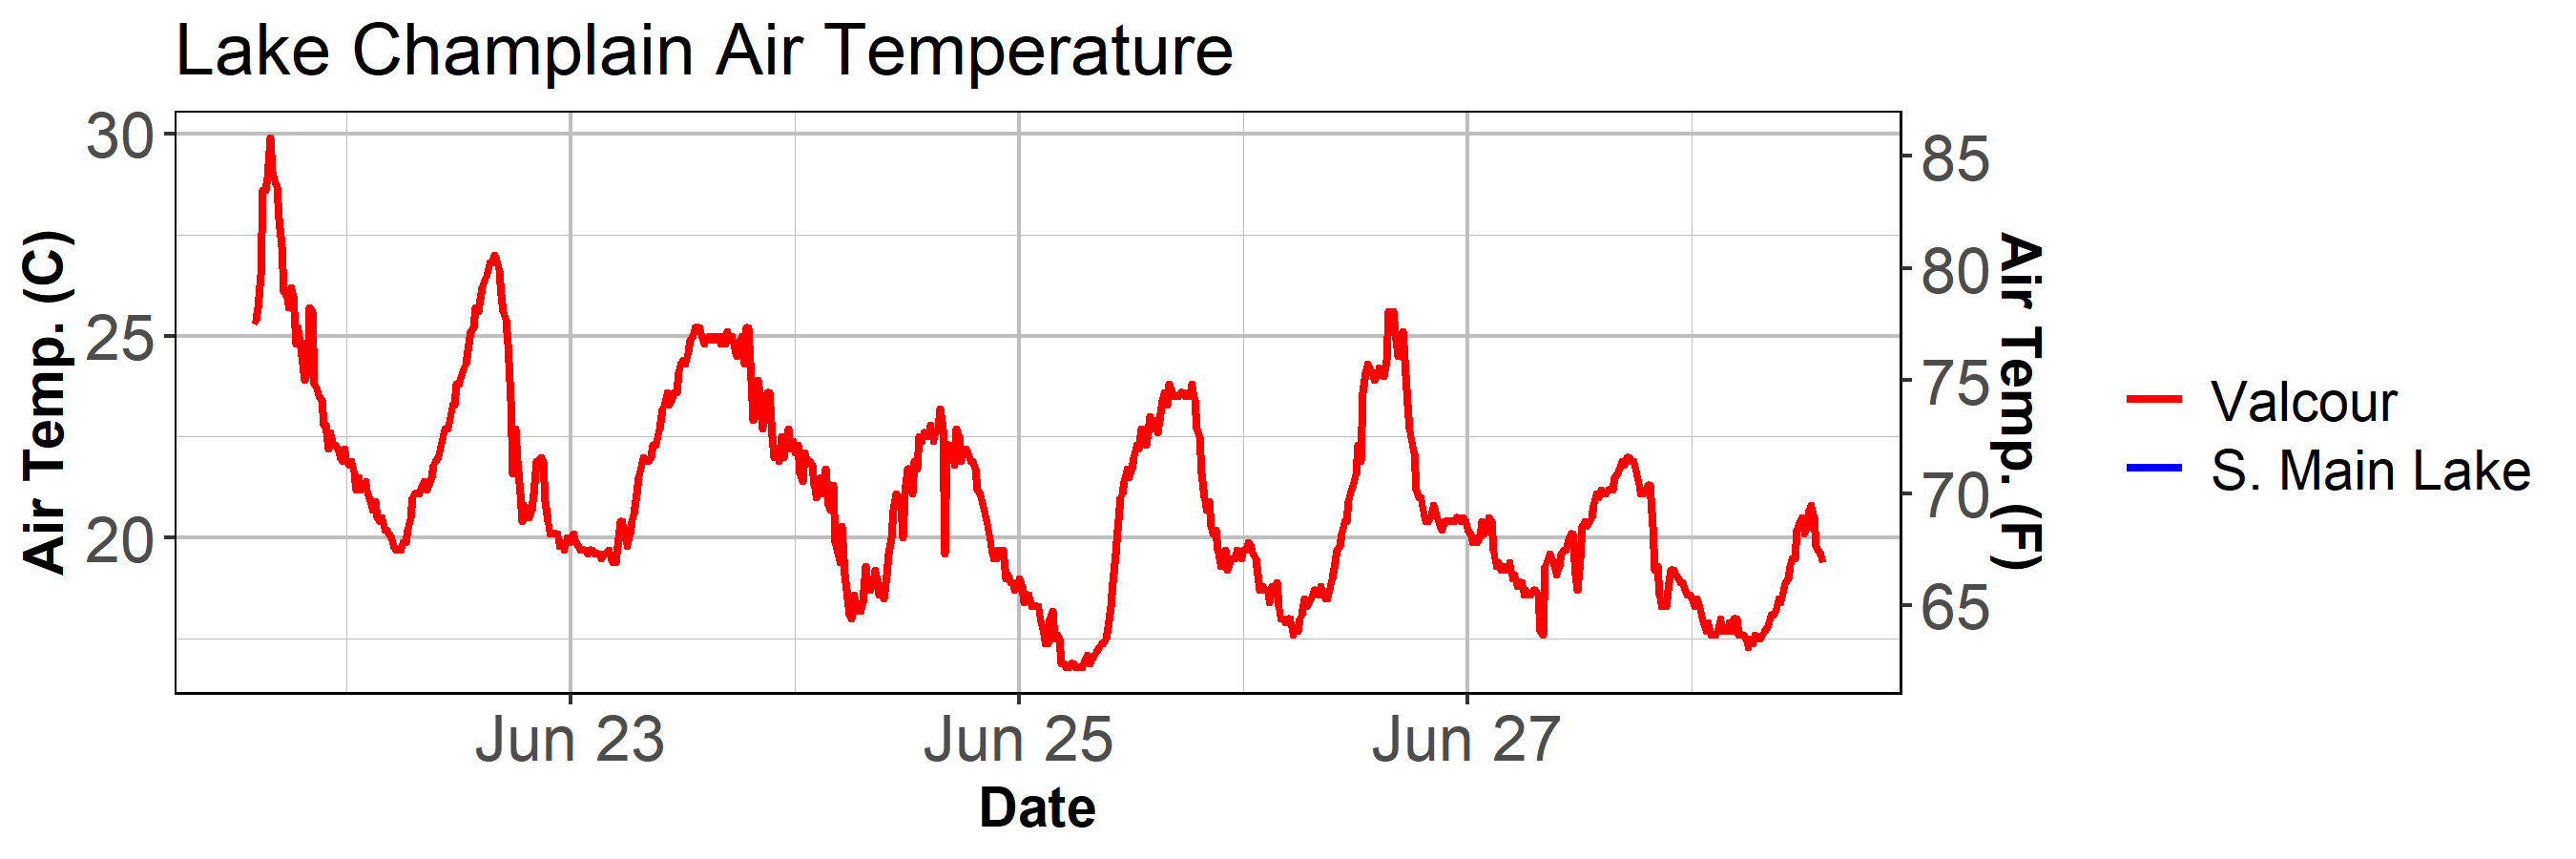 Lake Champlain Air Temperature
30
25
20
Air Temp. (C)
85
80
75
70
65
Air Temp. (F)
Jun 23
Jun 25
Jun 27
Date
Valcour
S. Main Lake